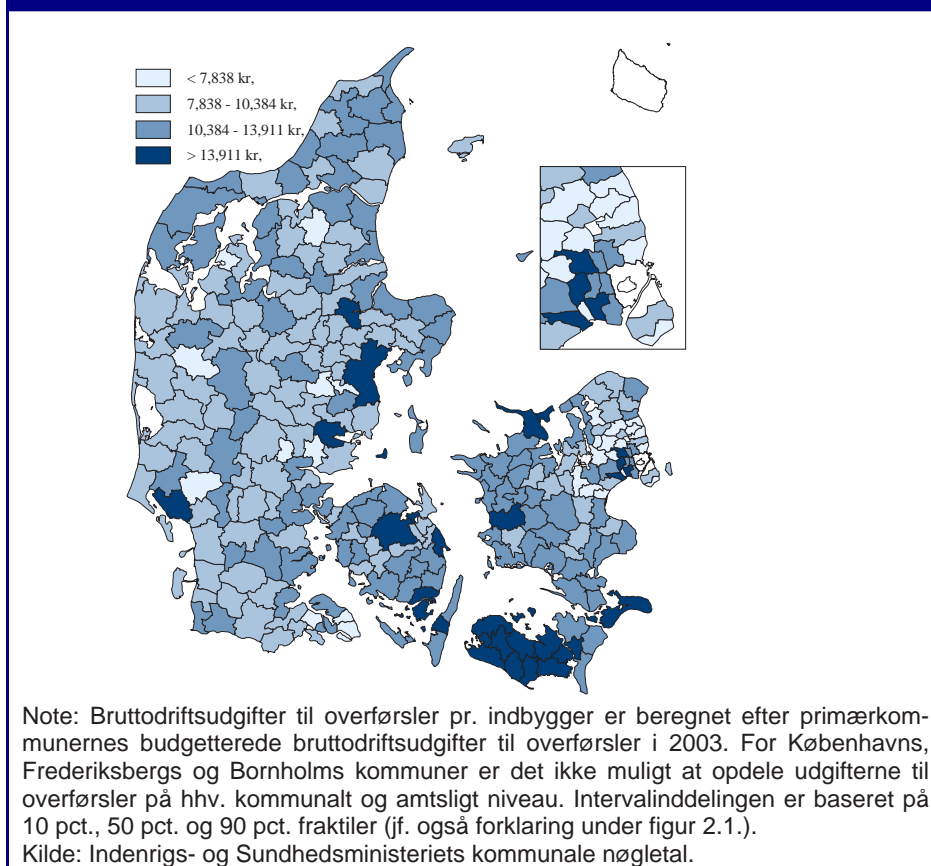 < 7,838 kr,
7,838 - 10,384 kr,
10,384 - 13,911 kr,
> 13,911 kr,
Note: Bruttodriftsudgifter til overførsler pr. indbygger er beregnet efter primærkom-
munernes budgetterede bruttodriftsudgifter til overførsler i 2003. For Københavns,
Frederiksbergs og Bornholms kommuner er det ikke muligt at opdele udgifterne til
overførsler på hhv. kommunalt og amtsligt niveau. Intervalinddelingen er baseret på
10 pct., 50 pct. og 90 pct. fraktiler (jf. også forklaring under figur 2.1.).
Kilde: Indenrigs- og Sundhedsministeriets kommunale nøgletal.